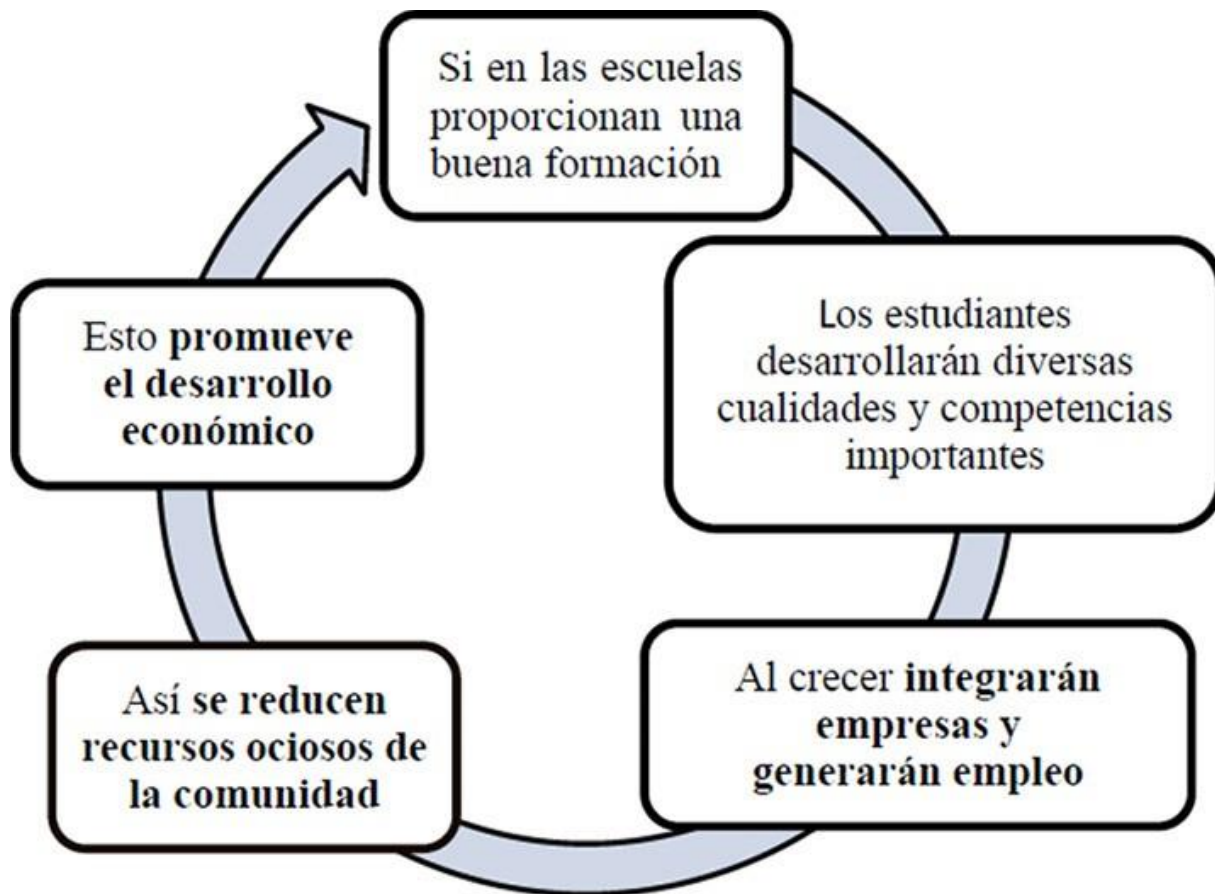 Si en las escuelas
proporcionan una
buena formación
Los estudiantes
desarrollarán diversas
cualidades y competencias
importantes
Al crecer integrarán
empresas y
generarán empleo
Así se reducen
recursos ociosos de
la comunidad
Esto promueve
el desarrollo
económico